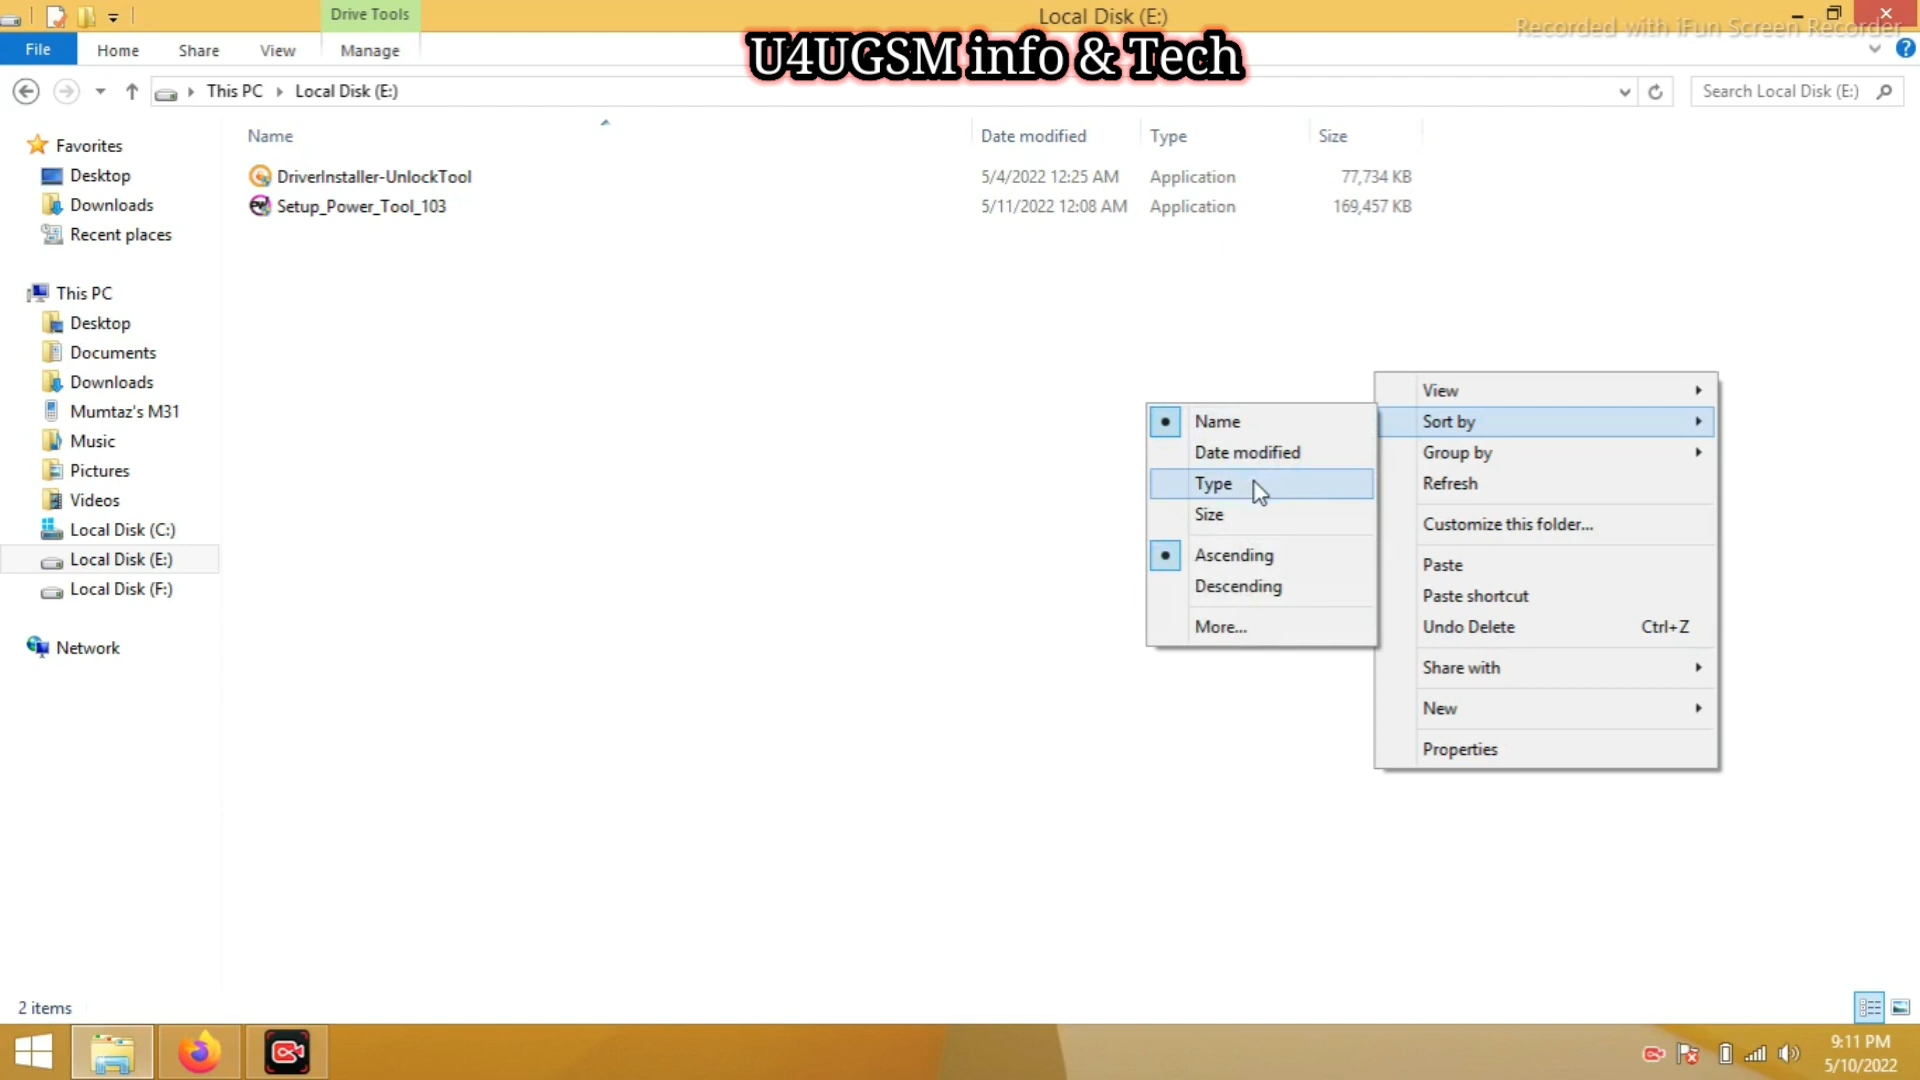 Drive Tools
Local Disk (E:)
Recorded with iFun Screen Recorder
File Home Share View Manage
U4UGSM info & Tech
This PC Local Disk (E:)
Search Local Disk (E:)
Name Date modified Type Size
DriverInstaller-UnlockTool 5/4/2022 12:25 AM Application 77,734 KB
Setup_Power_Tool_103 5/11/2022 12:08 AM Application 169,457 KB
Favorites
Desktop
Downloads
Recent places
This PC
Desktop
Documents
Downloads
Mumtaz's M31
Music
Pictures
Videos
Local Disk (C:)
Local Disk (E:)
Local Disk (F:)
Network
Name
Date modified
Type
Size
Ascending
Descending
More...
View
Sort by
Group by
Refresh
Customize this folder...
Paste
Paste shortcut
Undo Delete Ctrl+Z
Share with
New
Properties
2 items
9:11 PM
5/10/2022